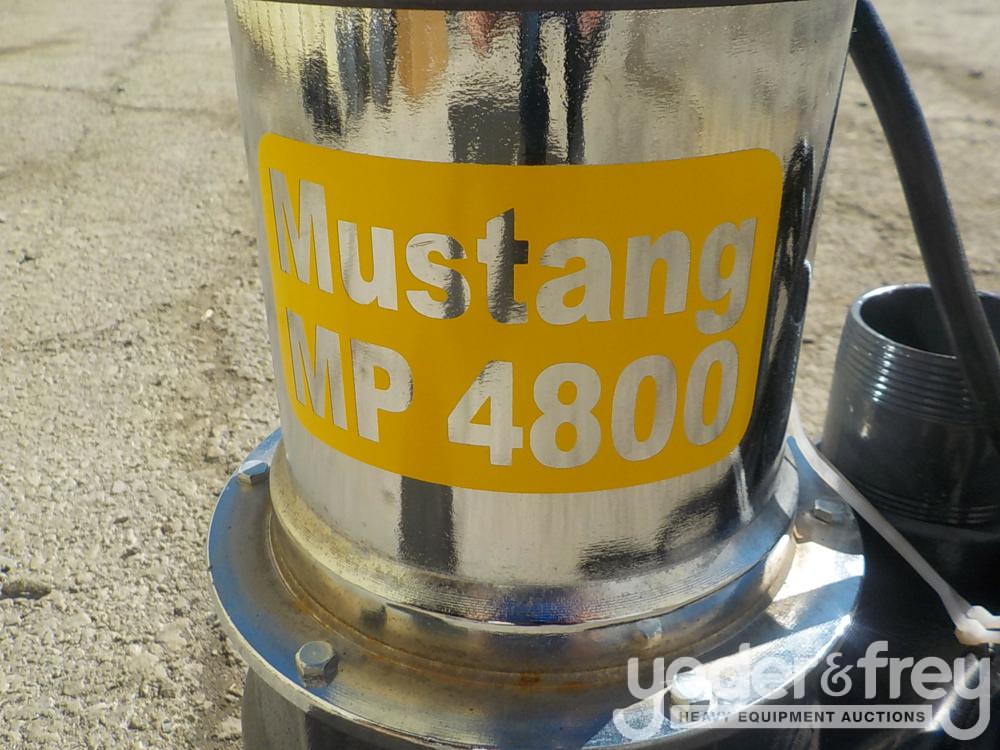 Mustang
MP 4800
yoder & frey
HEAVY EQUIPMENT AUCTIONS